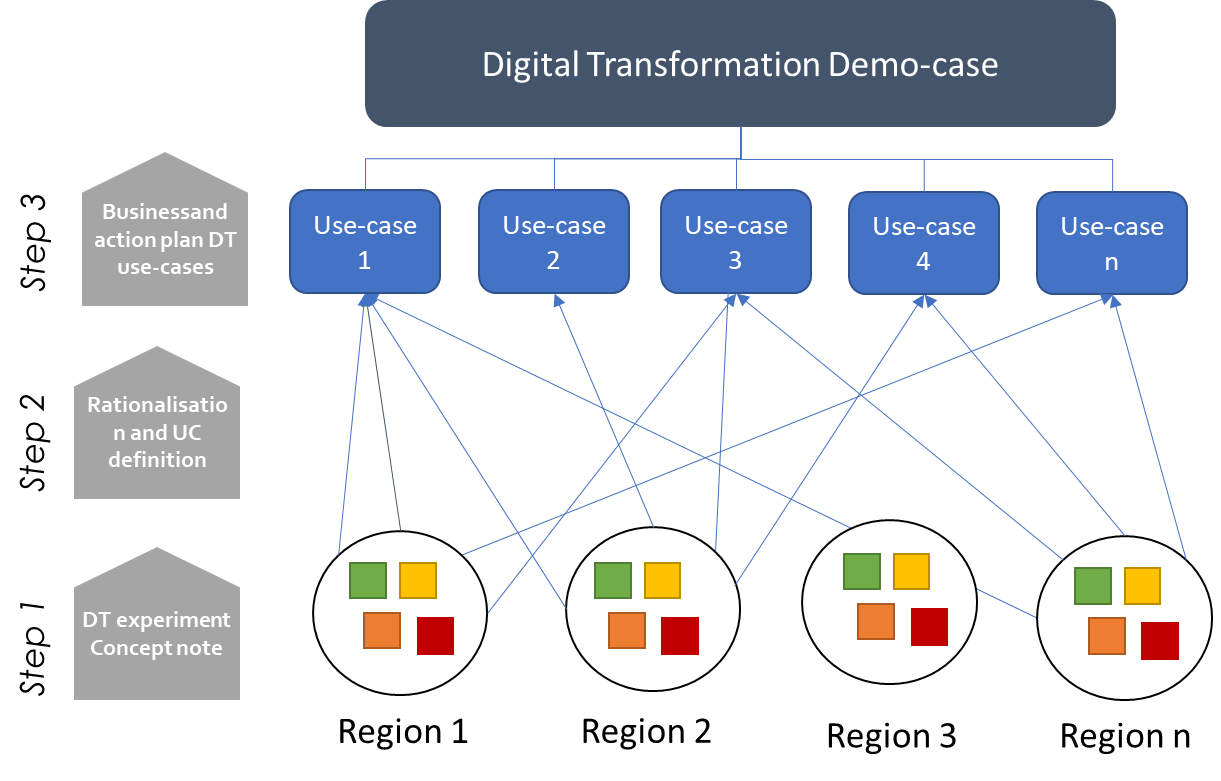 Digital Transformation Demo-case
Step 3
Businessand
action plan DT
use-cases
Use-case
1
Use-case
2
Use-case
3
Use-case
4
Use-case
n
Step 2
Rationalisatio
n and UC
definition
Step 1
DT experiment
Concept note
Region 1
Region 2
Region 3
Region n